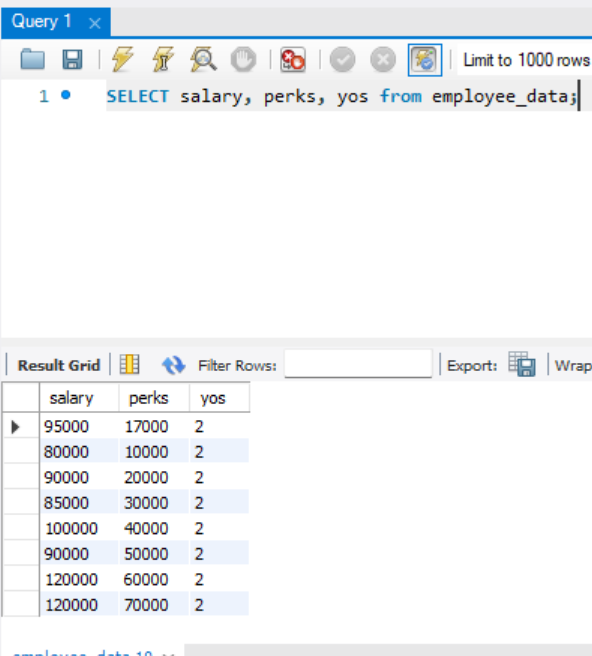 Query 1
Limit to 1000 rows
1 SELECT salary, perks, yos from employee_data;
Result Grid Filter Rows: Export: Wrap
salary perks yos
95000 17000 2
80000 10000 2
90000 20000 2
85000 30000 2
100000 40000 2
90000 50000 2
120000 60000 2
120000 70000 2